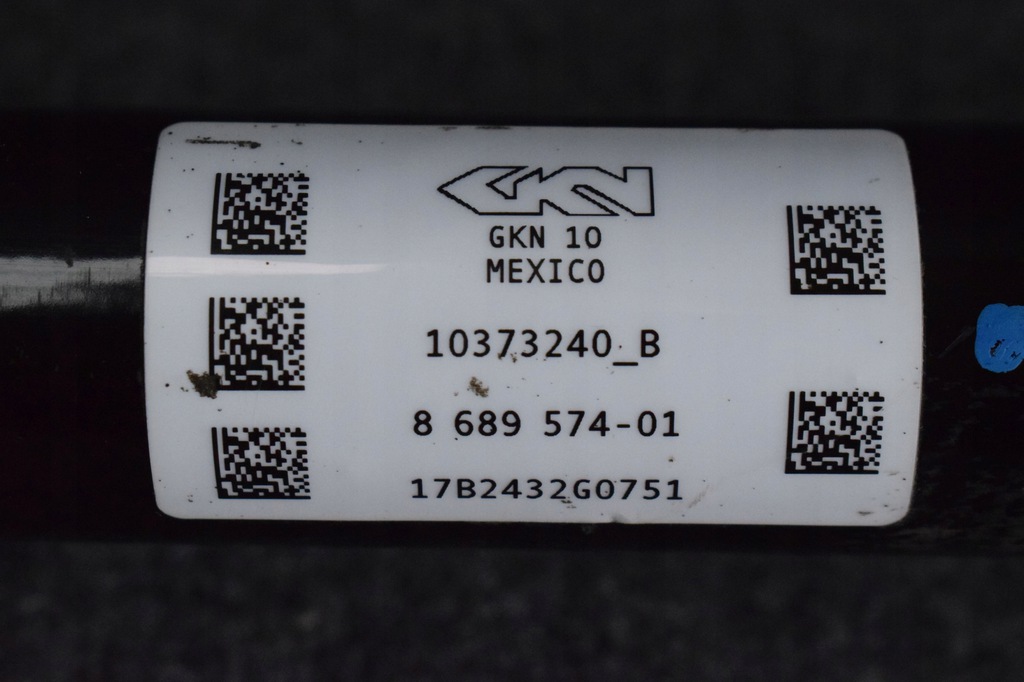 GKN
GKN 10
MEXICO
10373240_B
8 689 574-01
17B2432G0751